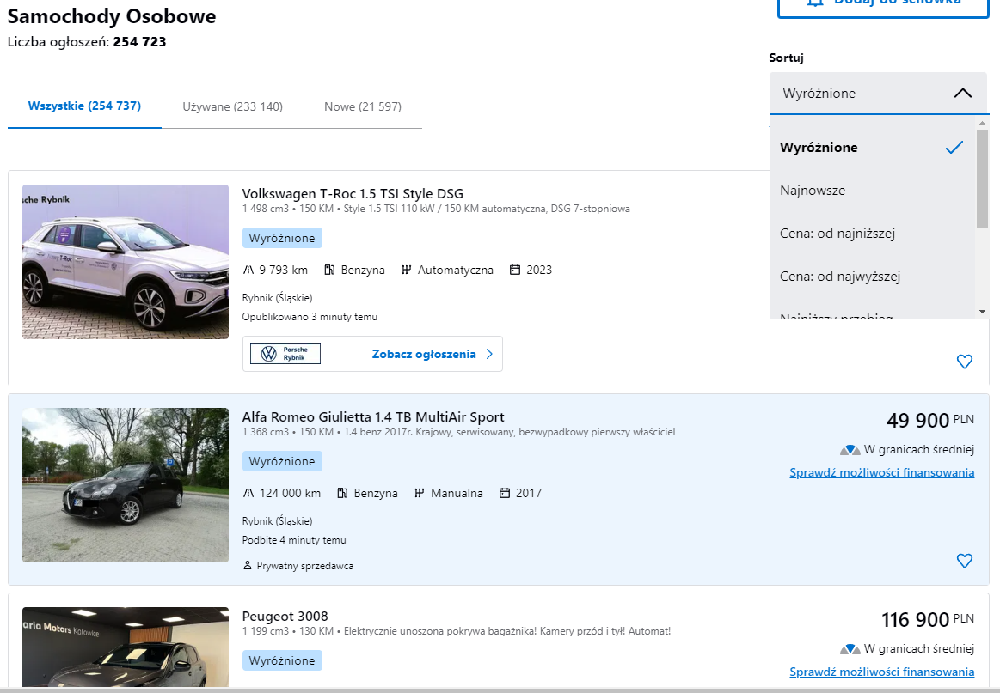 Samochody Osobowe
Dodaj do schowka
Liczba ogłoszeń: 254 723
Sortuj
Wyróżnione
Wszystkie (254 737)
Używane (233 140)
Nowe (21 597)
Wyróżnione
Najnowsze
Cena: od najniższej
Cena: od najwyższej
Najniższy przebieg
sche Rybnik
T-Roc
Volkswagen T-Roc 1.5 TSI Style DSG
1 498 cm3 • 150 KM • Style 1.5 TSI 110 kW / 150 KM automatyczna, DSG 7-stopniowa
Wyróżnione
9 793 km
Benzyna
Automatyczna
2023
Rybnik (Śląskie)
Opublikowano 3 minuty temu
Porsche
Rybnik
Zobacz ogłoszenia
Alfa Romeo Giulietta 1.4 TB MultiAir Sport
1 368 cm3 • 150 KM • 1.4 benz 2017r. Krajowy, serwisowany, bezwypadkowy pierwszy właściciel
Wyróżnione
124 000 km
Benzyna
Manualna
2017
Rybnik (Śląskie)
Podbite 4 minuty temu
Prywatny sprzedawca
49 900 PLN
W granicach średniej
Sprawdź możliwości finansowania
aria Motors Katowice
Peugeot 3008
1 199 cm3 • 130 KM • Elektrycznie unoszona pokrywa bagażnika! Kamery przód i tył! Automat!
Wyróżnione
116 900 PLN
W granicach średniej
Sprawdź możliwości finansowania